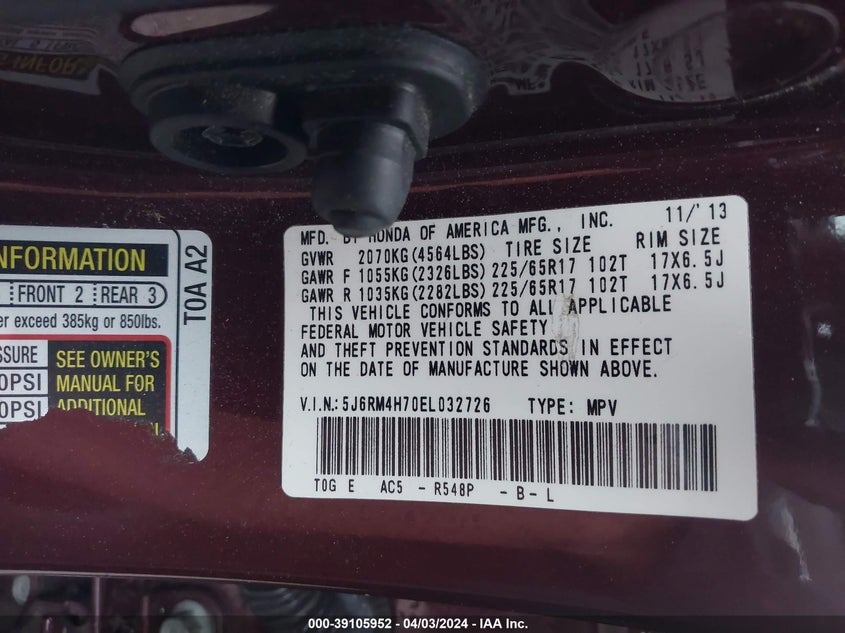 MFD. BY HONDA OF AMERICA MFG., INC. 11/'13
GVWR 2070KG(4564LBS) TIRE SIZE RIM SIZE
GAWR F 1055KG(2326LBS) 225/65R17 102T 17X6.5J
GAWR R 1035KG(2282LBS) 225/65R17 102T 17X6.5J
THIS VEHICLE CONFORMS TO ALL APPLICABLE
FEDERAL MOTOR VEHICLE SAFETY
AND THEFT PREVENTION STANDARDS IN EFFECT
ON THE DATE OF MANUFACTURE SHOWN ABOVE.
V.I.N.: 5J6RM4H70EL032726 TYPE: MPV
T0G E AC5 - R548P - B - L
NFORMATION
FRONT 2 REAR 3
er exceed 385kg or 850lbs.
SSURE
0PSI
0PSI
SEE OWNER'S
MANUAL FOR
ADDITIONAL
T0A A2
000-39105952 - 04/03/2024 - IAA Inc.